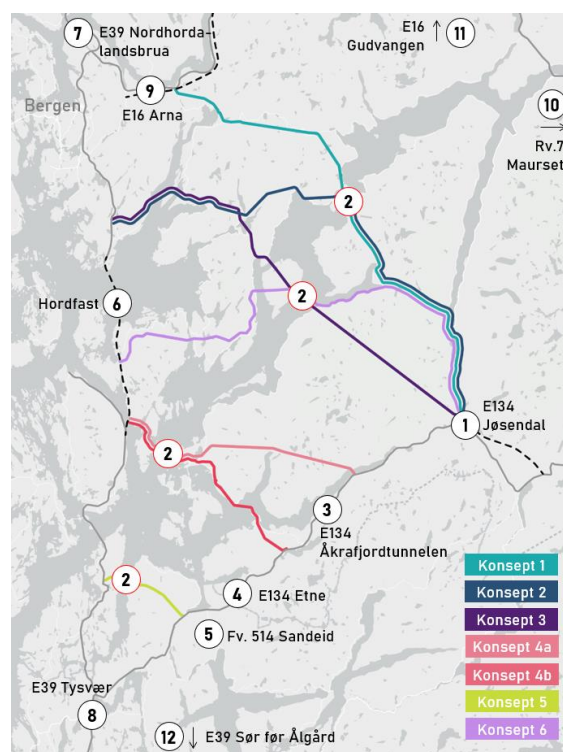 7
E39 Nordhorda-
landsbrua
E16
Gudvangen
↑
11
Bergen
9
E16 Arna
10
→
Rv.7
Maurset
2
Hordfast
6
2
E134
Jøsendal
1
2
3
E134
Åkrafjordtunnelen
2
4
E134 Etne
5
Fv. 514 Sandeid
E39 Tysvær
8
12
↓ E39 Sør før Ålgård
Konsept 1
Konsept 2
Konsept 3
Konsept 4a
Konsept 4b
Konsept 5
Konsept 6